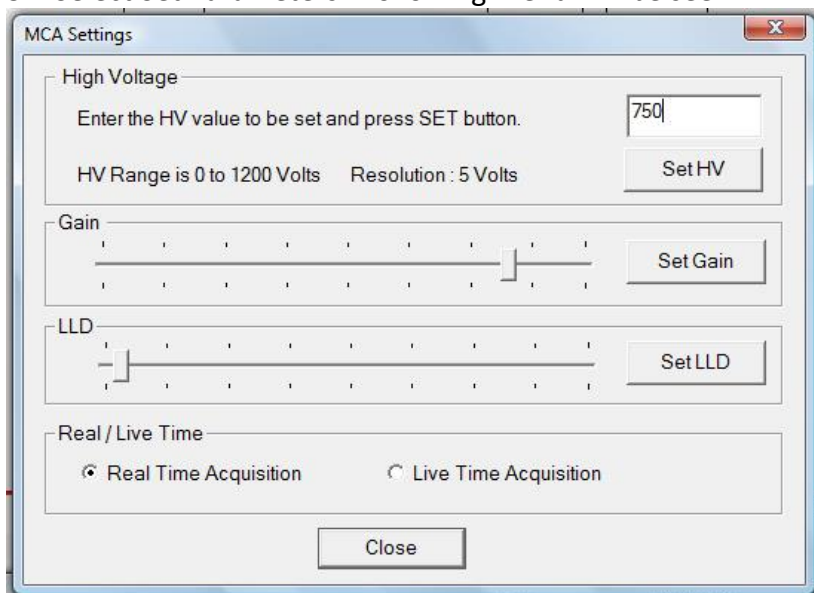 MCA Settings
High Voltage
Enter the HV value to be set and press SET button.
750
HV Range is 0 to 1200 Volts Resolution : 5 Volts
Set HV
Gain
Set Gain
LLD
Set LLD
Real / Live Time
Real Time Acquisition
Live Time Acquisition
Close